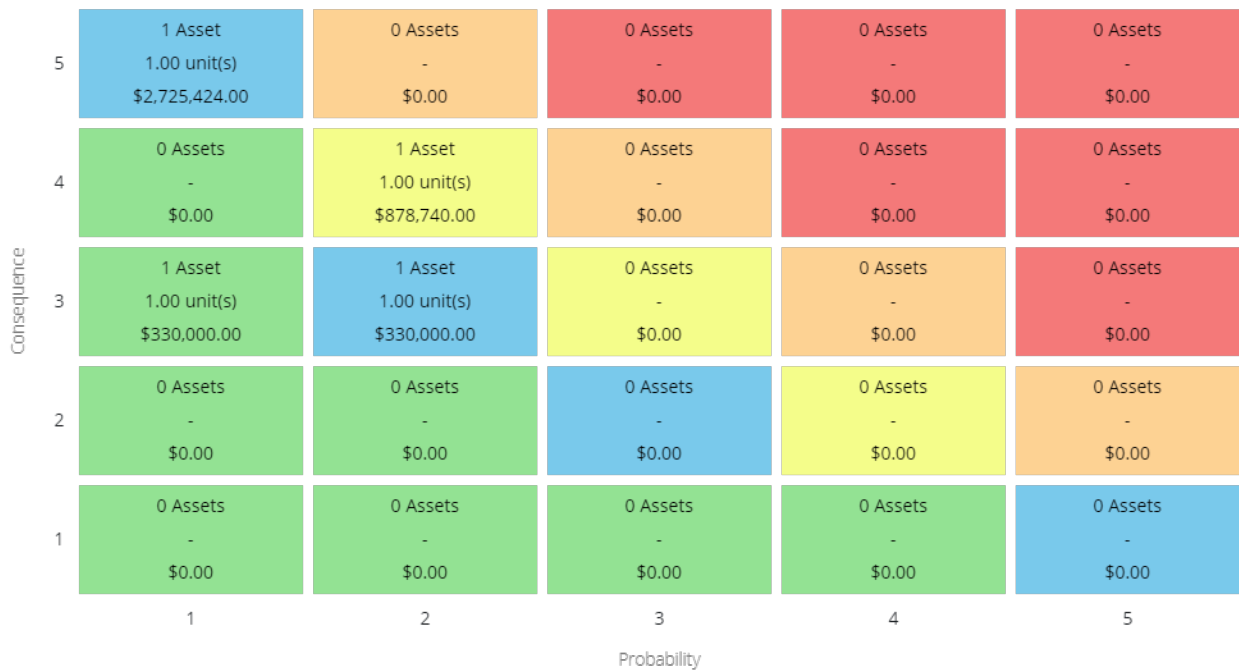 1 Asset 0 Assets 0 Assets 0 Assets 0 Assets
5 1.00 unit(s) - - - -
$2,725,424.00 $0.00 $0.00 $0.00 $0.00
0 Assets 1 Asset 0 Assets 0 Assets 0 Assets
4 - 1.00 unit(s) - - -
$0.00 $878,740.00 $0.00 $0.00 $0.00
1 Asset 1 Asset 0 Assets 0 Assets 0 Assets
Consequence 3 1.00 unit(s) 1.00 unit(s) - - -
$330,000.00 $330,000.00 $0.00 $0.00 $0.00
0 Assets 0 Assets 0 Assets 0 Assets 0 Assets
2 - - - - -
$0.00 $0.00 $0.00 $0.00 $0.00
0 Assets 0 Assets 0 Assets 0 Assets 0 Assets
1 - - - - -
$0.00 $0.00 $0.00 $0.00 $0.00
1 2 3 4 5
Probability